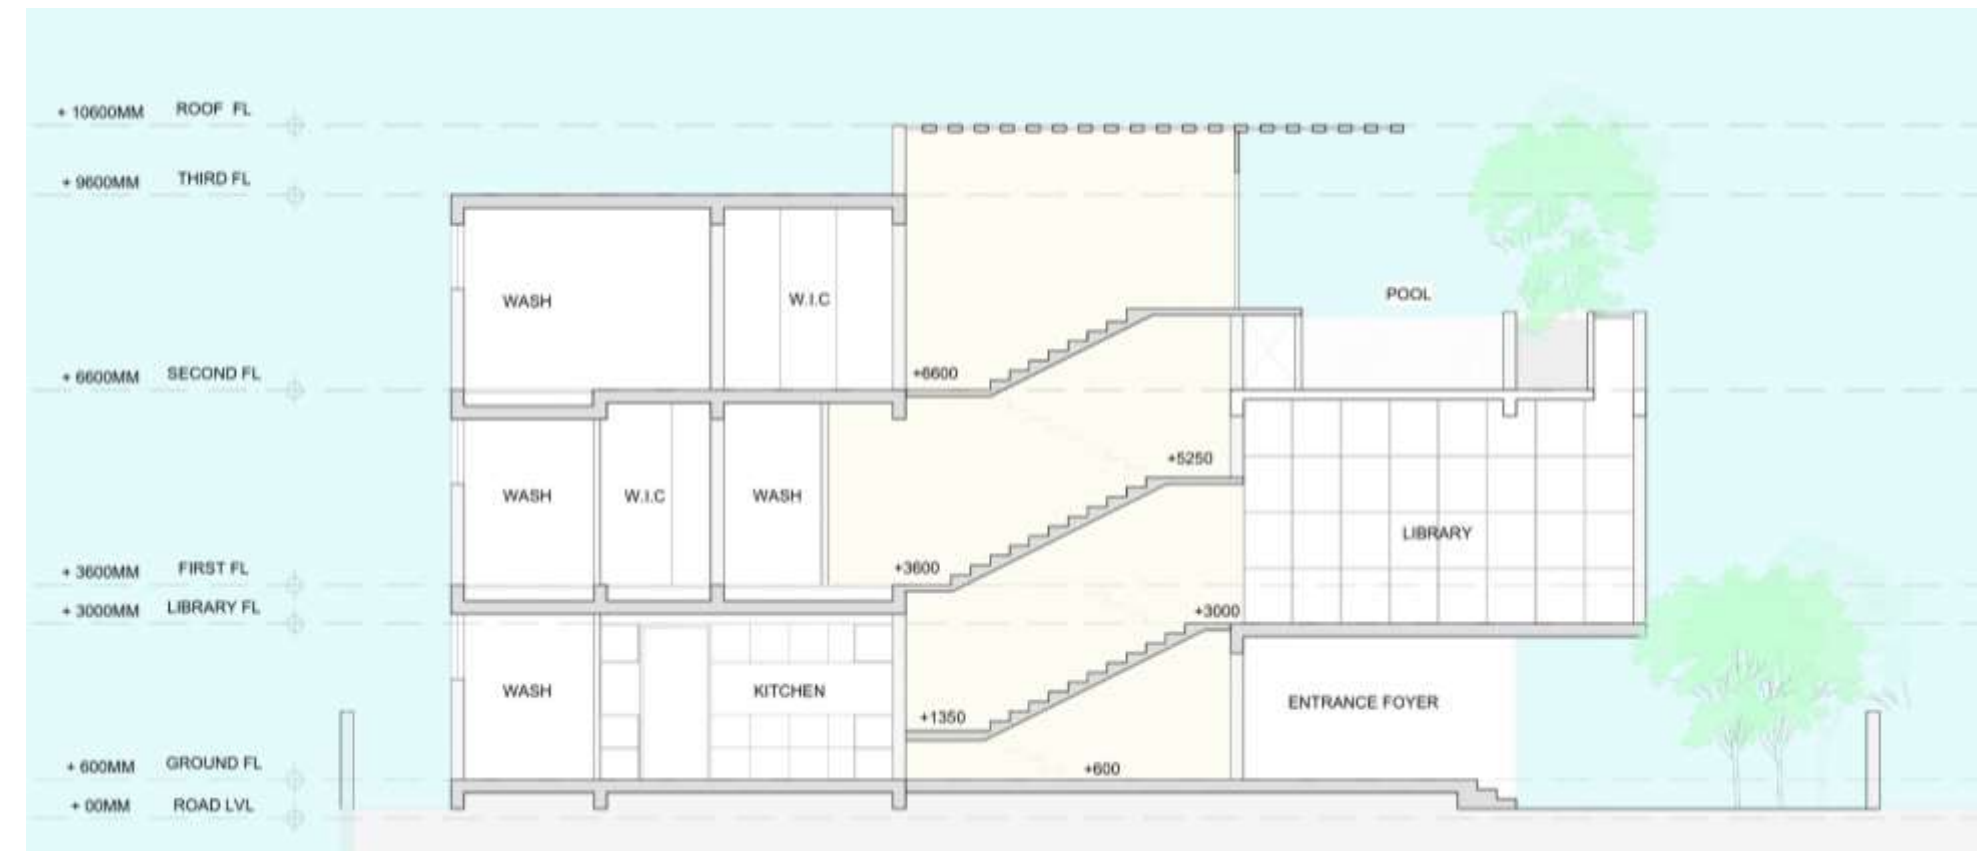 + 10600MM ROOF FL
+ 9600MM THIRD FL
POOL
WASH
W.I.C
+ 6600MM SECOND FL
+6600
+5250
WASH
W.I.C
WASH
LIBRARY
+ 3600MM FIRST FL
+3600
+ 3000MM LIBRARY FL
+3000
WASH
KITCHEN
ENTRANCE FOYER
+1350
+ 600MM GROUND FL
+600
+ 00MM ROAD LVL